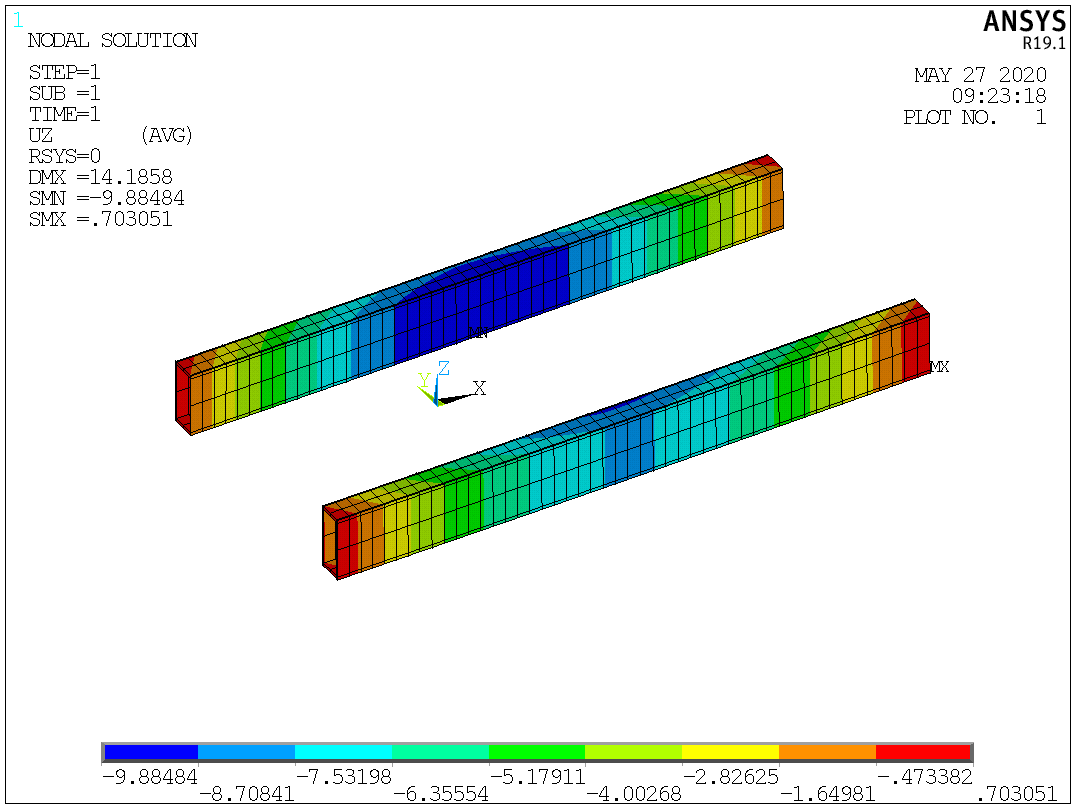 1
NODAL SOLUTION
STEP=1
SUB =1
TIME=1
UZ (AVG)
RSYS=0
DMX =14.1858
SMN =-9.88484
SMX =.703051
ANSYS
R19.1
MAY 27 2020
09:23:18
PLOT NO. 1
MN
Z
Y
X
MX
-9.88484 -7.53198 -5.17911 -2.82625 -.473382
-8.70841 -6.35554 -4.00268 -1.64981 .703051